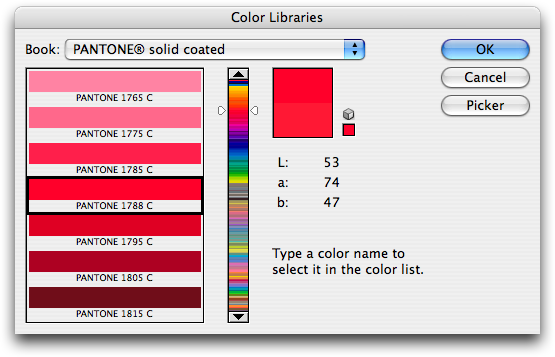 Color Libraries
Book: PANTONE® solid coated
OK
Cancel
Picker
PANTONE 1765 C
PANTONE 1775 C
PANTONE 1785 C
PANTONE 1788 C
PANTONE 1795 C
PANTONE 1805 C
PANTONE 1815 C
L: 53
a: 74
b: 47
Type a color name to
select it in the color list.